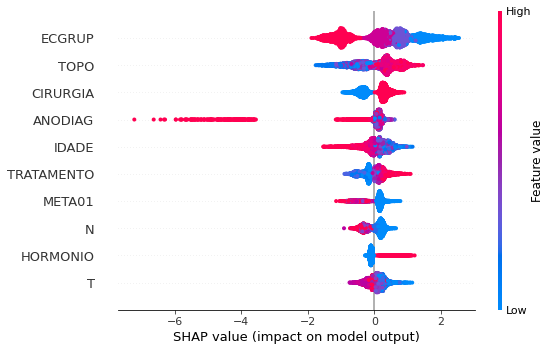 High
ECGRUP
TOPO
CIRURGIA
ANODIAG
IDADE
TRATAMENTO
META01
N
HORMONIO
T
Feature value
Low
−6 −4 −2 0 2
SHAP value (impact on model output)